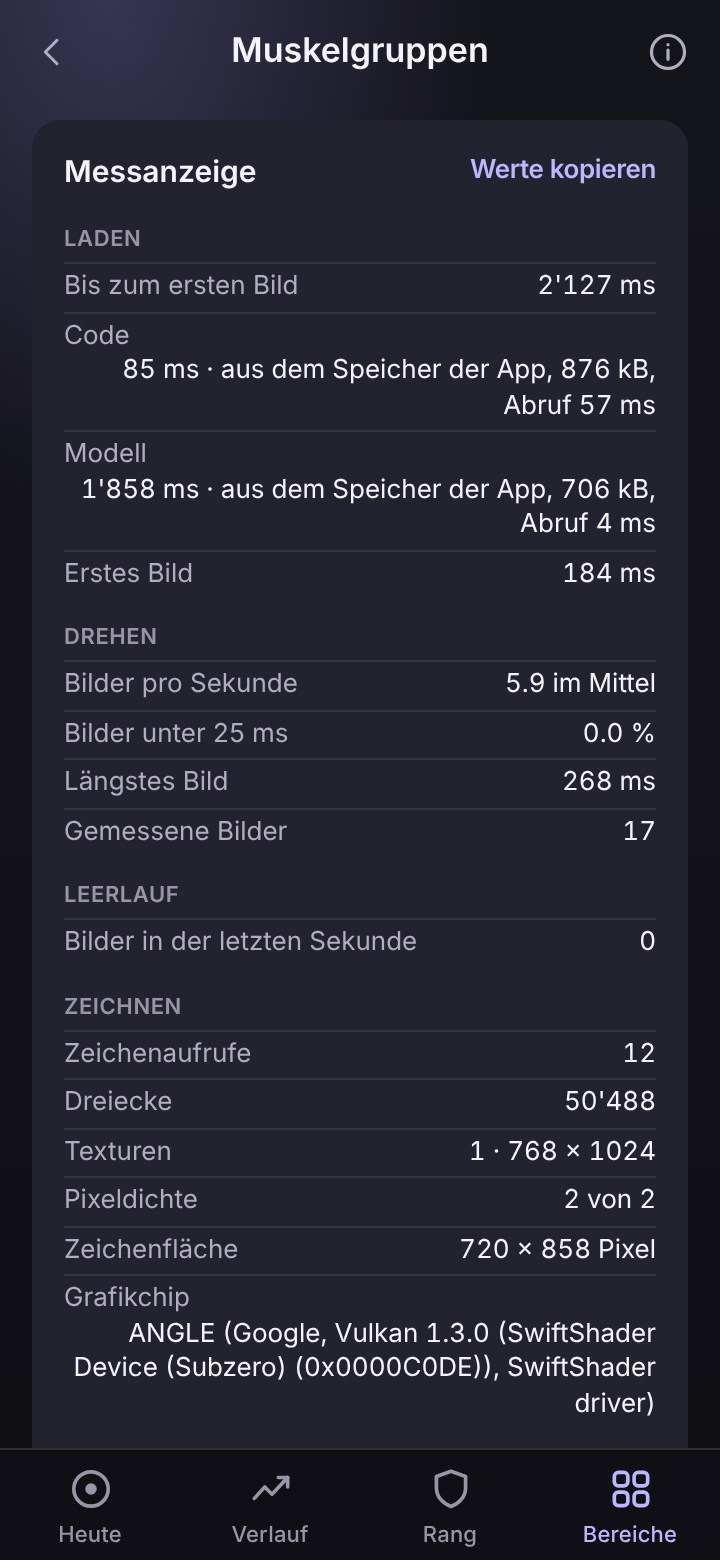 Muskelgruppen
Messanzeige
Werte kopieren
LADEN
Bis zum ersten Bild 2'127 ms
Code
85 ms · aus dem Speicher der App, 876 kB,
Abruf 57 ms
Modell
1'858 ms · aus dem Speicher der App, 706 kB,
Abruf 4 ms
Erstes Bild 184 ms
DREHEN
Bilder pro Sekunde 5.9 im Mittel
Bilder unter 25 ms 0.0 %
Längstes Bild 268 ms
Gemessene Bilder 17
LEERLAUF
Bilder in der letzten Sekunde 0
ZEICHNEN
Zeichenaufrufe 12
Dreiecke 50'488
Texturen 1 · 768 × 1024
Pixeldichte 2 von 2
Zeichenfläche 720 × 858 Pixel
Grafikchip
ANGLE (Google, Vulkan 1.3.0 (SwiftShader
Device (Subzero) (0x0000C0DE)), SwiftShader
driver)
Heute Verlauf Rang Bereiche